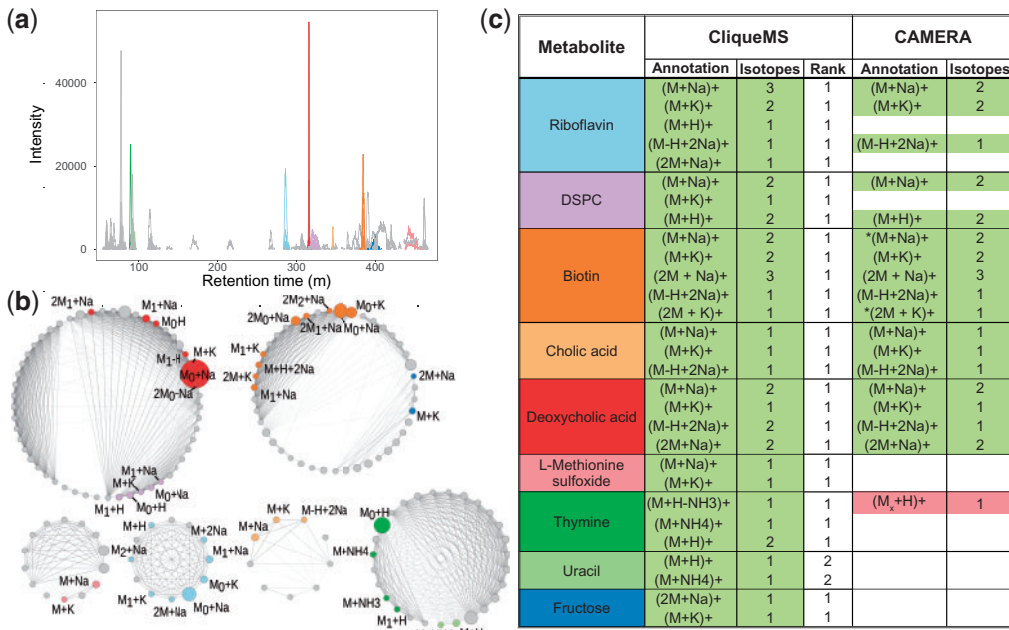 (a)
Intensity
40000
20000
0
100
200
300
400
Retention time (m)
(b)
2M1+Na
M1+Na
M0H
M1-H
M+K
M0+Na
2M0-Na
M1+Na
M+K
M0+Na
M1+H
M0+H
2M2+Na
M0+K
2M0+Na
2M1+Na
M0+Na
M1+K
M+H+2Na
2M+K
M1+Na
2M+Na
M+K
M2+Na
M+Na
M+K
M+H
M+2Na
M1+Na
M0+K
M1+K
2M+Na
M0+Na
M+K
M-H+2Na
M+Na
M0+H
M+NH4
M+NH3
M1+H
(c)
Metabolite CliqueMS CAMERA
Annotation Isotopes Rank Annotation Isotopes
Riboflavin
(M+Na)+ 3 1 (M+Na)+ 2
(M+K)+ 2 1 (M+K)+ 2
(M+H)+ 1 1
(M-H+2Na)+ 1 1 (M-H+2Na)+ 1
(2M+Na)+ 1 1
DSPC
(M+Na)+ 2 1 (M+Na)+ 2
(M+K)+ 1 1
(M+H)+ 2 1 (M+H)+ 2
Biotin
(M+Na)+ 2 1 *(M+Na)+ 2
(M+K)+ 2 1 (M+K)+ 2
(2M + Na)+ 3 1 (2M + Na)+ 3
(M-H+2Na)+ 1 1 (M-H+2Na)+ 1
(2M + K)+ 1 1 *(2M + K)+ 1
Cholic acid
(M+Na)+ 1 1 (M+Na)+ 1
(M+K)+ 1 1 (M+K)+ 1
(M-H+2Na)+ 1 1 (M-H+2Na)+ 1
Deoxycholic acid
(M+Na)+ 2 1 (M+Na)+ 2
(M+K)+ 1 1 (M+K)+ 1
(M-H+2Na)+ 2 1 (M-H+2Na)+ 1
(2M+Na)+ 2 1 (2M+Na)+ 2
L-Methionine
sulfoxide
(M+Na)+ 1 1
(M+K)+ 1 1
Thymine
(M+H-NH3)+ 1 1 (Mx+H)+ 1
(M+NH4)+ 1 1
(M+H)+ 2 1
Uracil
(M+H)+ 1 2
(M+NH4)+ 1 2
Fructose
(2M+Na)+ 1 1
(M+K)+ 1 1